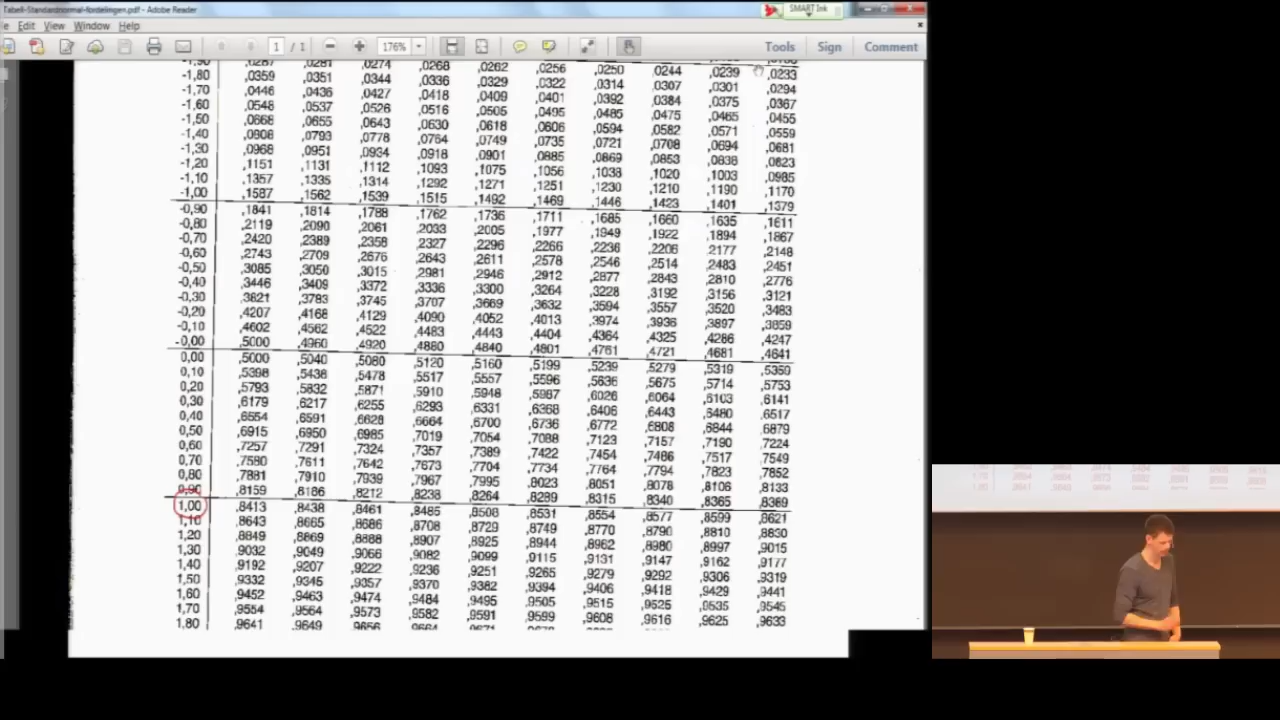 Tabell-Standardnormal-fordelingen.pdf - Adobe Reader
SMART Ink
Edit View Window Help
1 / 1 176% Tools Sign Comment
-1,90 ,0287 ,0281 ,0274 ,0268 ,0262 ,0256 ,0250 ,0244 ,0239 ,0233
-1,80 ,0359 ,0351 ,0344 ,0336 ,0329 ,0322 ,0314 ,0307 ,0301 ,0294
-1,70 ,0446 ,0436 ,0427 ,0418 ,0409 ,0401 ,0392 ,0384 ,0375 ,0367
-1,60 ,0548 ,0537 ,0526 ,0516 ,0505 ,0495 ,0485 ,0475 ,0465 ,0455
-1,50 ,0668 ,0655 ,0643 ,0630 ,0618 ,0606 ,0594 ,0582 ,0571 ,0559
-1,40 ,0808 ,0793 ,0778 ,0764 ,0749 ,0735 ,0721 ,0708 ,0694 ,0681
-1,30 ,0968 ,0951 ,0934 ,0918 ,0901 ,0885 ,0869 ,0853 ,0838 ,0823
-1,20 ,1151 ,1131 ,1112 ,1093 ,1075 ,1056 ,1038 ,1020 ,1003 ,0985
-1,10 ,1357 ,1335 ,1314 ,1292 ,1271 ,1251 ,1230 ,1210 ,1190 ,1170
-1,00 ,1587 ,1562 ,1539 ,1515 ,1492 ,1469 ,1446 ,1423 ,1401 ,1379
-0,90 ,1841 ,1814 ,1788 ,1762 ,1736 ,1711 ,1685 ,1660 ,1635 ,1611
-0,80 ,2119 ,2090 ,2061 ,2033 ,2005 ,1977 ,1949 ,1922 ,1894 ,1867
-0,70 ,2420 ,2389 ,2358 ,2327 ,2296 ,2266 ,2236 ,2206 ,2177 ,2148
-0,60 ,2743 ,2709 ,2676 ,2643 ,2611 ,2578 ,2546 ,2514 ,2483 ,2451
-0,50 ,3085 ,3050 ,3015 ,2981 ,2946 ,2912 ,2877 ,2843 ,2810 ,2776
-0,40 ,3446 ,3409 ,3372 ,3336 ,3300 ,3264 ,3228 ,3192 ,3156 ,3121
-0,30 ,3821 ,3783 ,3745 ,3707 ,3669 ,3632 ,3594 ,3557 ,3520 ,3483
-0,20 ,4207 ,4168 ,4129 ,4090 ,4052 ,4013 ,3974 ,3936 ,3897 ,3859
-0,10 ,4602 ,4562 ,4522 ,4483 ,4443 ,4404 ,4364 ,4325 ,4286 ,4247
-0,00 ,5000 ,4960 ,4920 ,4880 ,4840 ,4801 ,4761 ,4721 ,4681 ,4641
0,00 ,5000 ,5040 ,5080 ,5120 ,5160 ,5199 ,5239 ,5279 ,5319 ,5359
0,10 ,5398 ,5438 ,5478 ,5517 ,5557 ,5596 ,5636 ,5675 ,5714 ,5753
0,20 ,5793 ,5832 ,5871 ,5910 ,5948 ,5987 ,6026 ,6064 ,6103 ,6141
0,30 ,6179 ,6217 ,6255 ,6293 ,6331 ,6368 ,6406 ,6443 ,6480 ,6517
0,40 ,6554 ,6591 ,6628 ,6664 ,6700 ,6736 ,6772 ,6808 ,6844 ,6879
0,50 ,6915 ,6950 ,6985 ,7019 ,7054 ,7088 ,7123 ,7157 ,7190 ,7224
0,60 ,7257 ,7291 ,7324 ,7357 ,7389 ,7422 ,7454 ,7486 ,7517 ,7549
0,70 ,7580 ,7611 ,7642 ,7673 ,7704 ,7734 ,7764 ,7794 ,7823 ,7852
0,80 ,7881 ,7910 ,7939 ,7967 ,7995 ,8023 ,8051 ,8078 ,8106 ,8133
0,90 ,8159 ,8186 ,8212 ,8238 ,8264 ,8289 ,8315 ,8340 ,8365 ,8389
1,00 ,8413 ,8438 ,8461 ,8485 ,8508 ,8531 ,8554 ,8577 ,8599 ,8621
1,10 ,8643 ,8665 ,8686 ,8708 ,8729 ,8749 ,8770 ,8790 ,8810 ,8830
1,20 ,8849 ,8869 ,8888 ,8907 ,8925 ,8944 ,8962 ,8980 ,8997 ,9015
1,30 ,9032 ,9049 ,9066 ,9082 ,9099 ,9115 ,9131 ,9147 ,9162 ,9177
1,40 ,9192 ,9207 ,9222 ,9236 ,9251 ,9265 ,9279 ,9292 ,9306 ,9319
1,50 ,9332 ,9345 ,9357 ,9370 ,9382 ,9394 ,9406 ,9418 ,9429 ,9441
1,60 ,9452 ,9463 ,9474 ,9484 ,9495 ,9505 ,9515 ,9525 ,9535 ,9545
1,70 ,9554 ,9564 ,9573 ,9582 ,9591 ,9599 ,9608 ,9616 ,9625 ,9633
1,80 ,9641 ,9649 ,9656 ,9664 ,9671